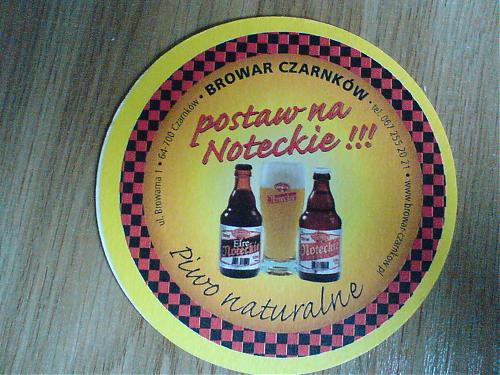 ul. Browarna 1 • 64-700 Czarnków • BROWAR CZARNKÓW • tel. 067 255 20 21 • www.browar-czarnkow.pl
postaw na
Noteckie !!!
Noteckie
Eire
Noteckie
Noteckie
Piwo naturalne